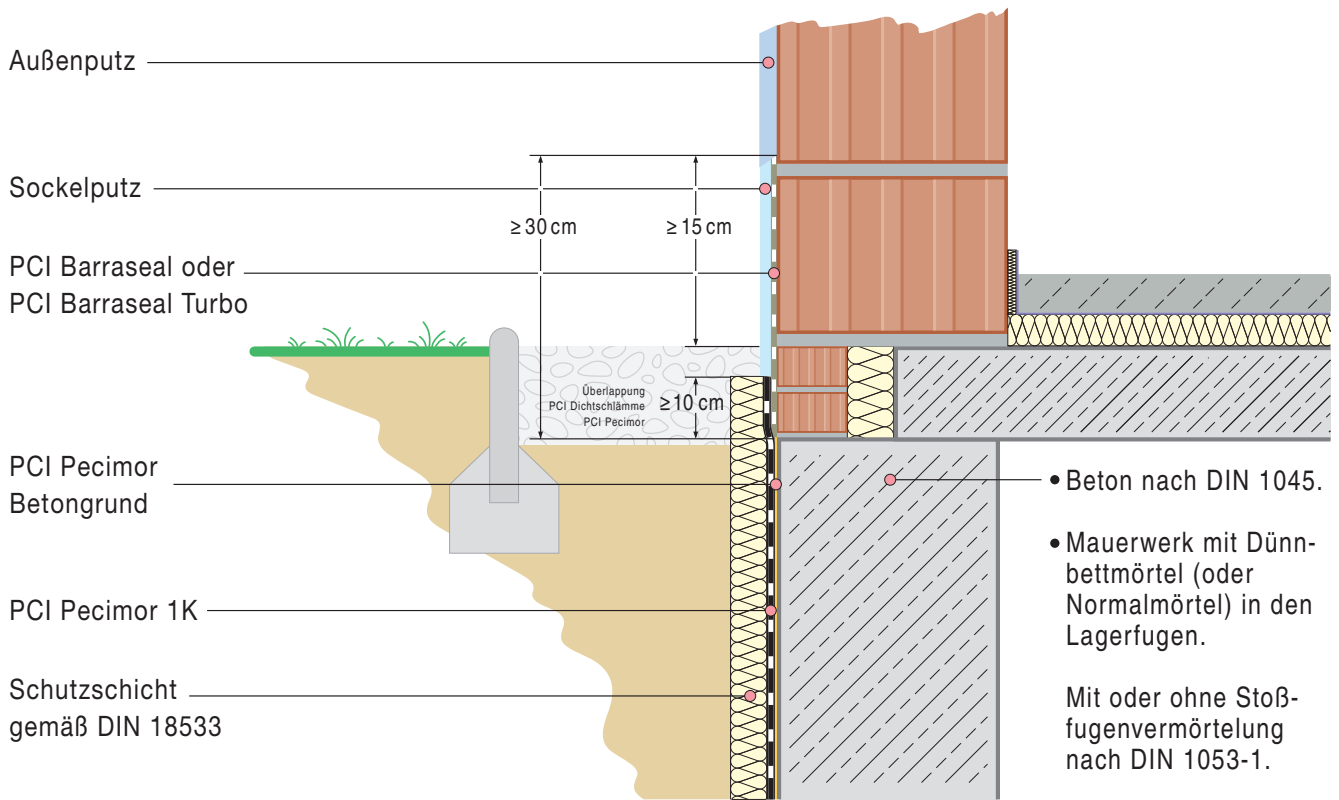 Außenputz
Sockelputz
≥ 30 cm
≥ 15 cm
PCI Barraseal oder
PCI Barraseal Turbo
Überlappung
PCI Dichtschlämme
PCI Pecimor
≥ 10 cm
PCI Pecimor
Betongrund
PCI Pecimor 1K
Schutzschicht
gemäß DIN 18533
• Beton nach DIN 1045.
• Mauerwerk mit Dünn-
bettmörtel (oder
Normalmörtel) in den
Lagerfugen.
Mit oder ohne Stoß-
fugenvermörtelung
nach DIN 1053-1.